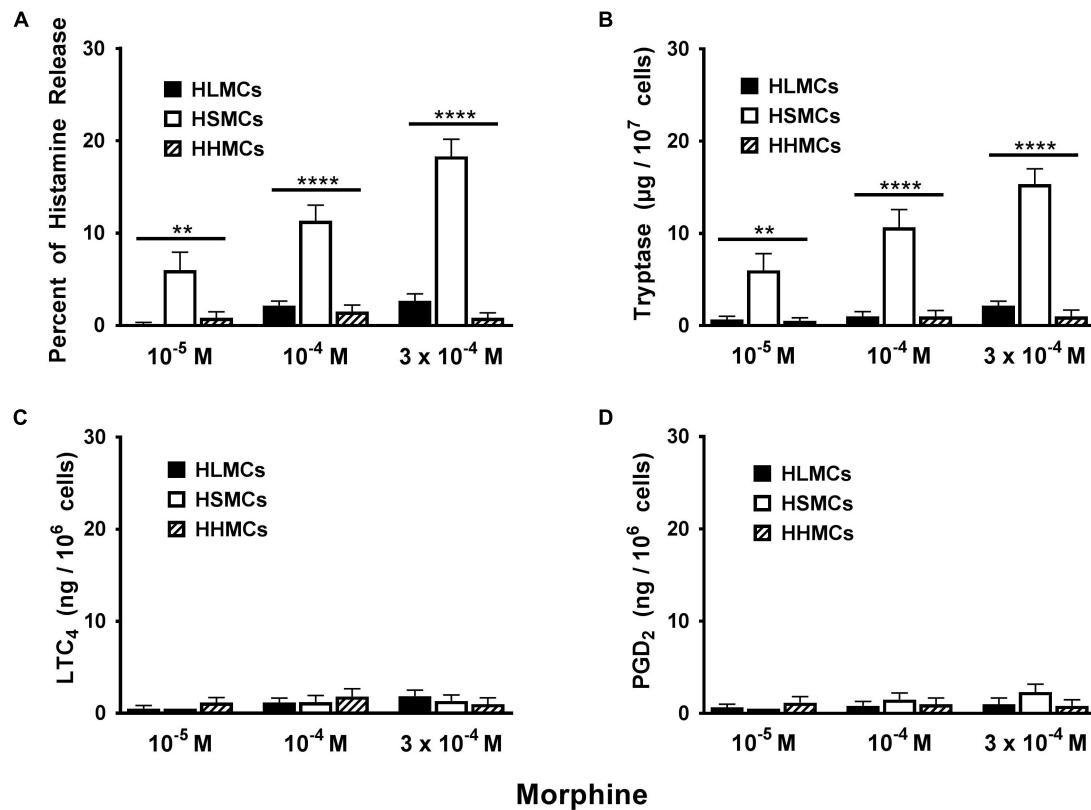 A
Percent of Histamine Release
30
20
10
0
HLMCs
HSMCs
HHMCs
**
****
****
10⁻⁵ M
10⁻⁴ M
3 x 10⁻⁴ M
B
Tryptase (µg / 10⁷ cells)
30
20
10
0
HLMCs
HSMCs
HHMCs
**
****
****
10⁻⁵ M
10⁻⁴ M
3 x 10⁻⁴ M
C
LTC₄ (ng / 10⁶ cells)
30
20
10
0
HLMCs
HSMCs
HHMCs
10⁻⁵ M
10⁻⁴ M
3 x 10⁻⁴ M
D
PGD₂ (ng / 10⁶ cells)
30
20
10
0
HLMCs
HSMCs
HHMCs
10⁻⁵ M
10⁻⁴ M
3 x 10⁻⁴ M
Morphine